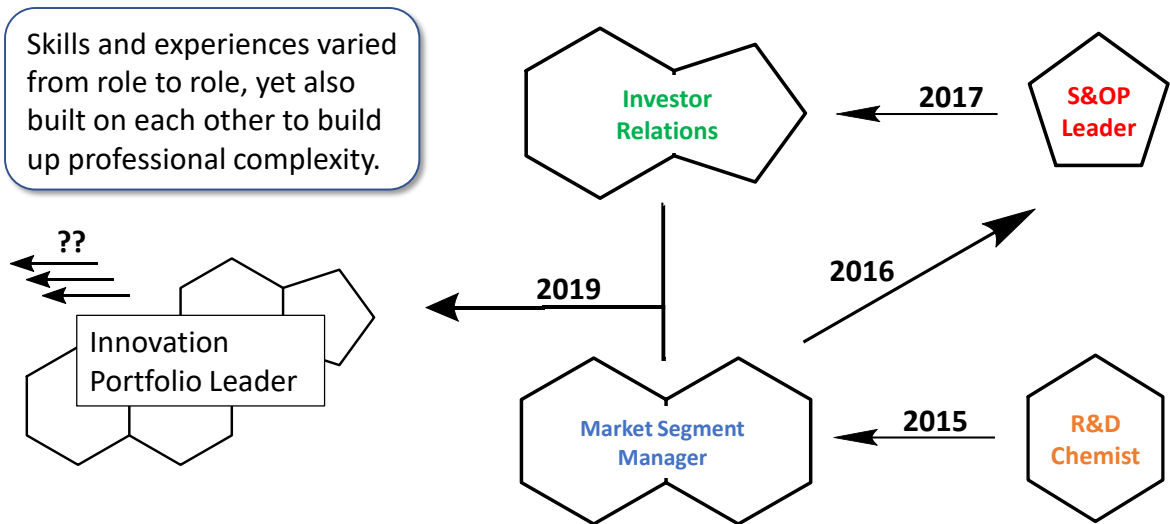 Skills and experiences varied
from role to role, yet also
built on each other to build
up professional complexity.
Investor
Relations
2017
S&OP
Leader
??
2019
2016
Innovation
Portfolio Leader
Market Segment
Manager
2015
R&D
Chemist